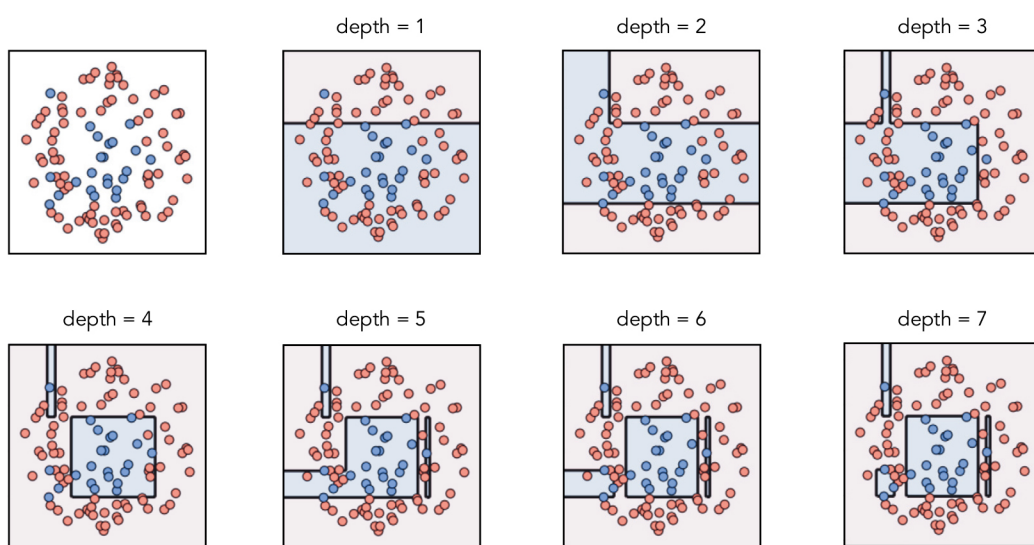 depth = 1
depth = 2
depth = 3
depth = 4
depth = 5
depth = 6
depth = 7